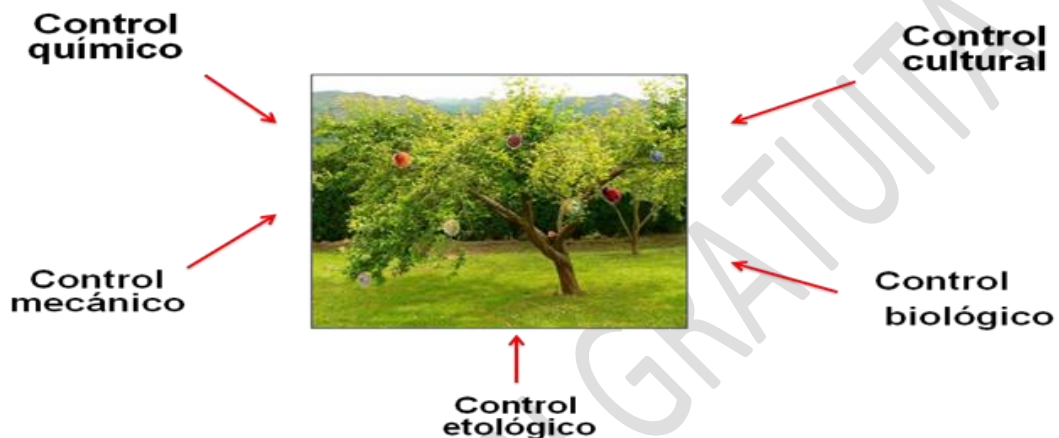 Control
químico
Control
cultural
Control
mecánico
Control
biológico
Control
etológico
GRATUITA